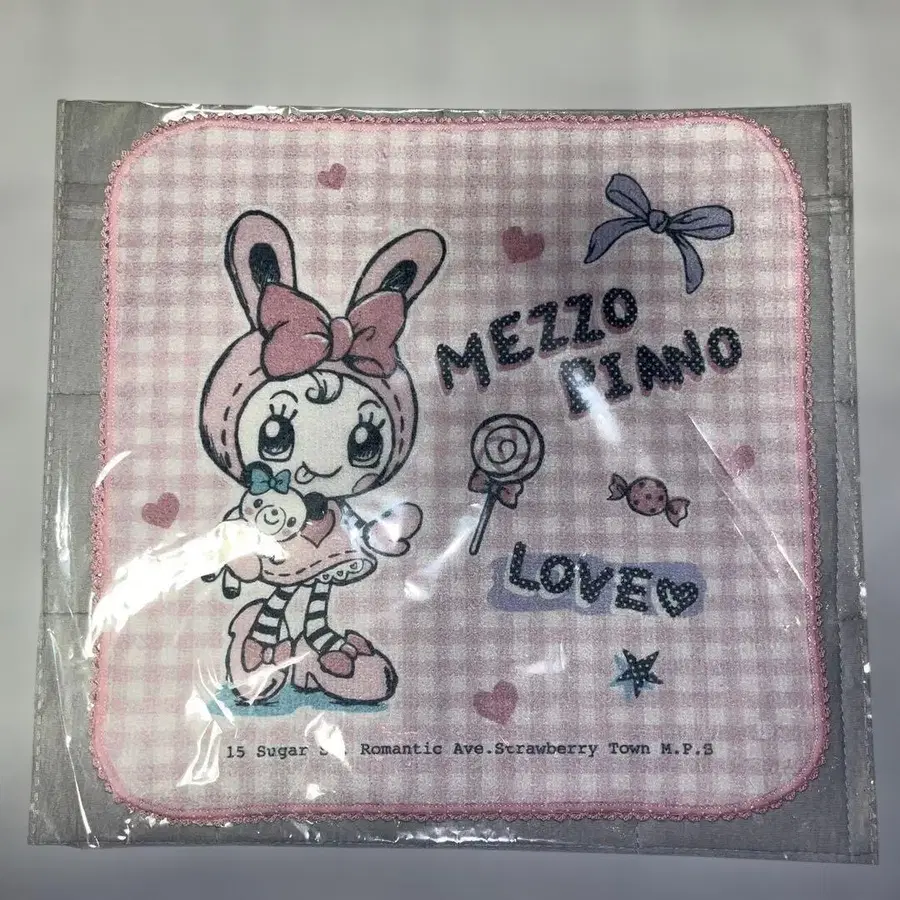 MEZZO
PIANO
LOVE
15 Sugar Romantic Ave.Strawberry Town M.P.S